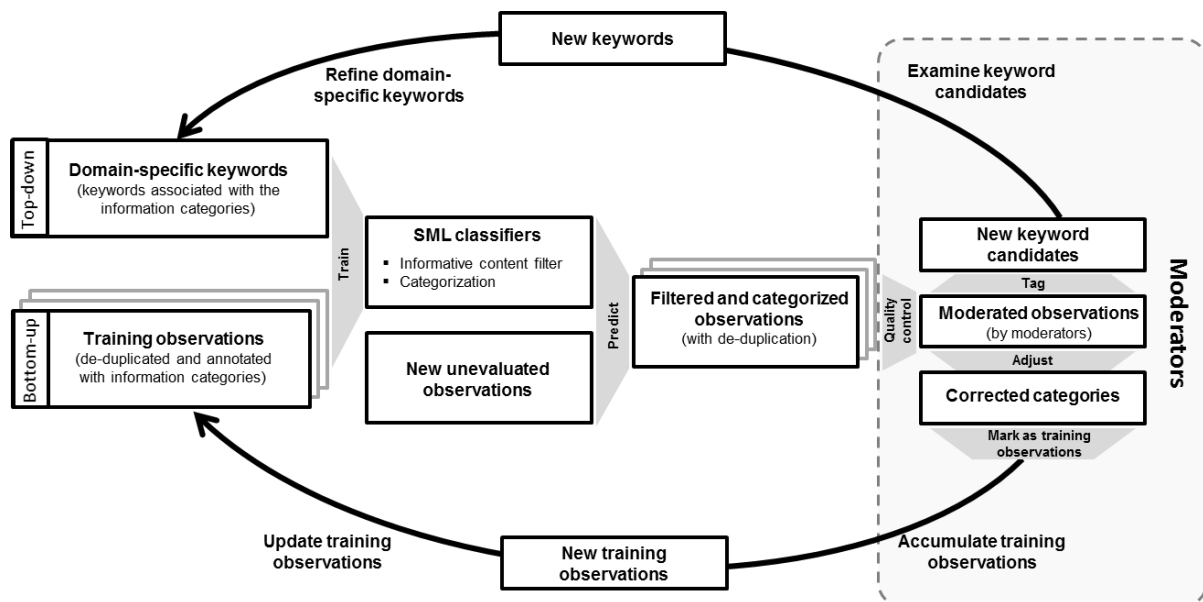 New keywords
Refine domain-
specific keywords
Examine keyword
candidates
Top-down
Domain-specific keywords
(keywords associated with the
information categories)
Bottom-up
Training observations
(de-duplicated and annotated
with information categories)
Train
SML classifiers
▪ Informative content filter
▪ Categorization
New unevaluated
observations
Predict
Filtered and categorized
observations
(with de-duplication)
Quality
control
New keyword
candidates
Tag
Moderated observations
(by moderators)
Adjust
Corrected categories
Mark as training
observations
Moderators
Update training
observations
New training
observations
Accumulate training
observations